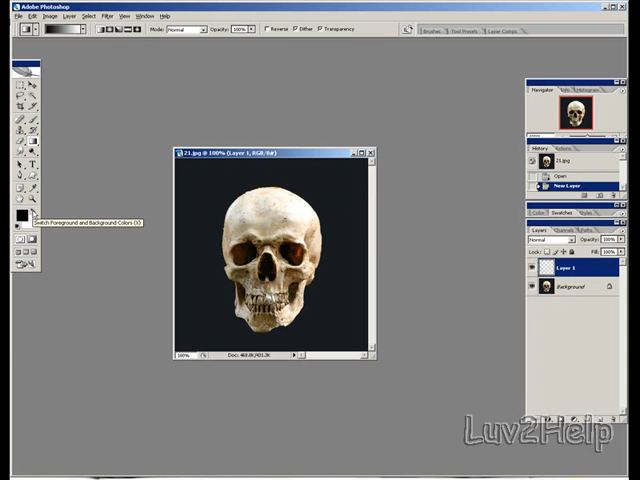 Adobe Photoshop
File Edit Image Layer Select Filter View Window Help
Mode: Normal Opacity: 100% Reverse Dither Transparency
Brushes Tool Presets Layer Comps
Navigator Info Histogram
21.jpg @ 100% (Layer 1, RGB/8#)
History Actions
21.jpg
Open
New Layer
Color Swatches Styles
Switch Foreground and Background Colors (X)
Layers Channels Paths
Normal Opacity: 100%
Lock: Fill: 100%
Layer 1
Background
100%
Luv2Help